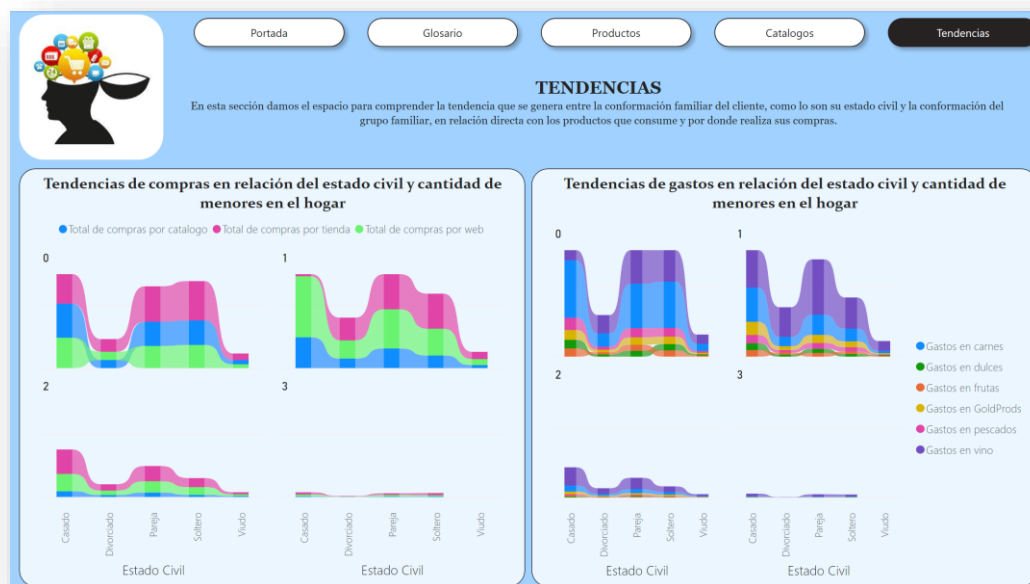 Portada
Glosario
Productos
Catalogos
Tendencias
TENDENCIAS
En esta sección damos el espacio para comprender la tendencia que se genera entre la conformación familiar del cliente, como lo son su estado civil y la conformación del
grupo familiar, en relación directa con los productos que consume y por donde realiza sus compras.
Tendencias de compras en relación del estado civil y cantidad de
menores en el hogar
Total de compras por catalogo Total de compras por tienda Total de compras por web
0
1
2
3
Casado
Divorciado
Pareja
Soltero
Viudo
Casado
Divorciado
Pareja
Soltero
Viudo
Estado Civil
Estado Civil
Tendencias de gastos en relación del estado civil y cantidad de
menores en el hogar
0
1
2
3
Gastos en carnes
Gastos en dulces
Gastos en frutas
Gastos en GoldProds
Gastos en pescados
Gastos en vino
Casado
Divorciado
Pareja
Soltero
Viudo
Casado
Divorciado
Pareja
Soltero
Viudo
Estado Civil
Estado Civil